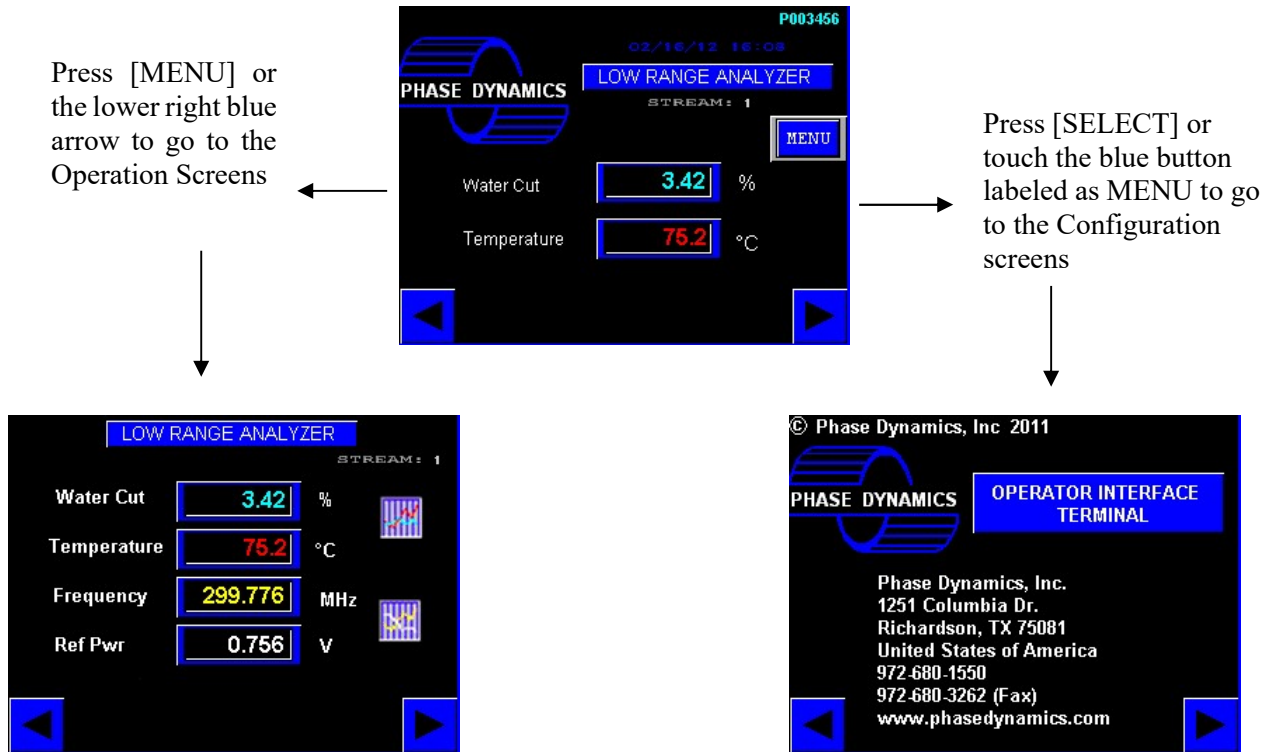 Press [MENU] or
the lower right blue
arrow to go to the
Operation Screens
P003456
02/16/12 16:08
PHASE DYNAMICS
LOW RANGE ANALYZER
STREAM: 1
MENU
Water Cut 3.42 %
Temperature 75.2 °C
Press [SELECT] or
touch the blue button
labeled as MENU to go
to the Configuration
screens
LOW RANGE ANALYZER
STREAM: 1
Water Cut 3.42 %
Temperature 75.2 °C
Frequency 299.776 MHz
Ref Pwr 0.756 V
© Phase Dynamics, Inc 2011
PHASE DYNAMICS
OPERATOR INTERFACE
TERMINAL
Phase Dynamics, Inc.
1251 Columbia Dr.
Richardson, TX 75081
United States of America
972-680-1550
972-680-3262 (Fax)
www.phasedynamics.com